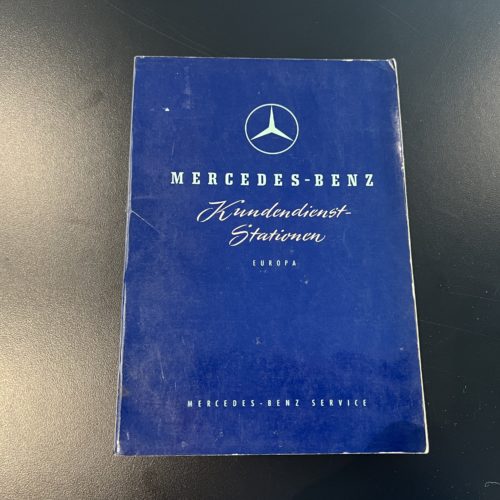 MERCEDES-BENZ
Kundendienst-
Stationen
EUROPA
MERCEDES-BENZ SERVICE